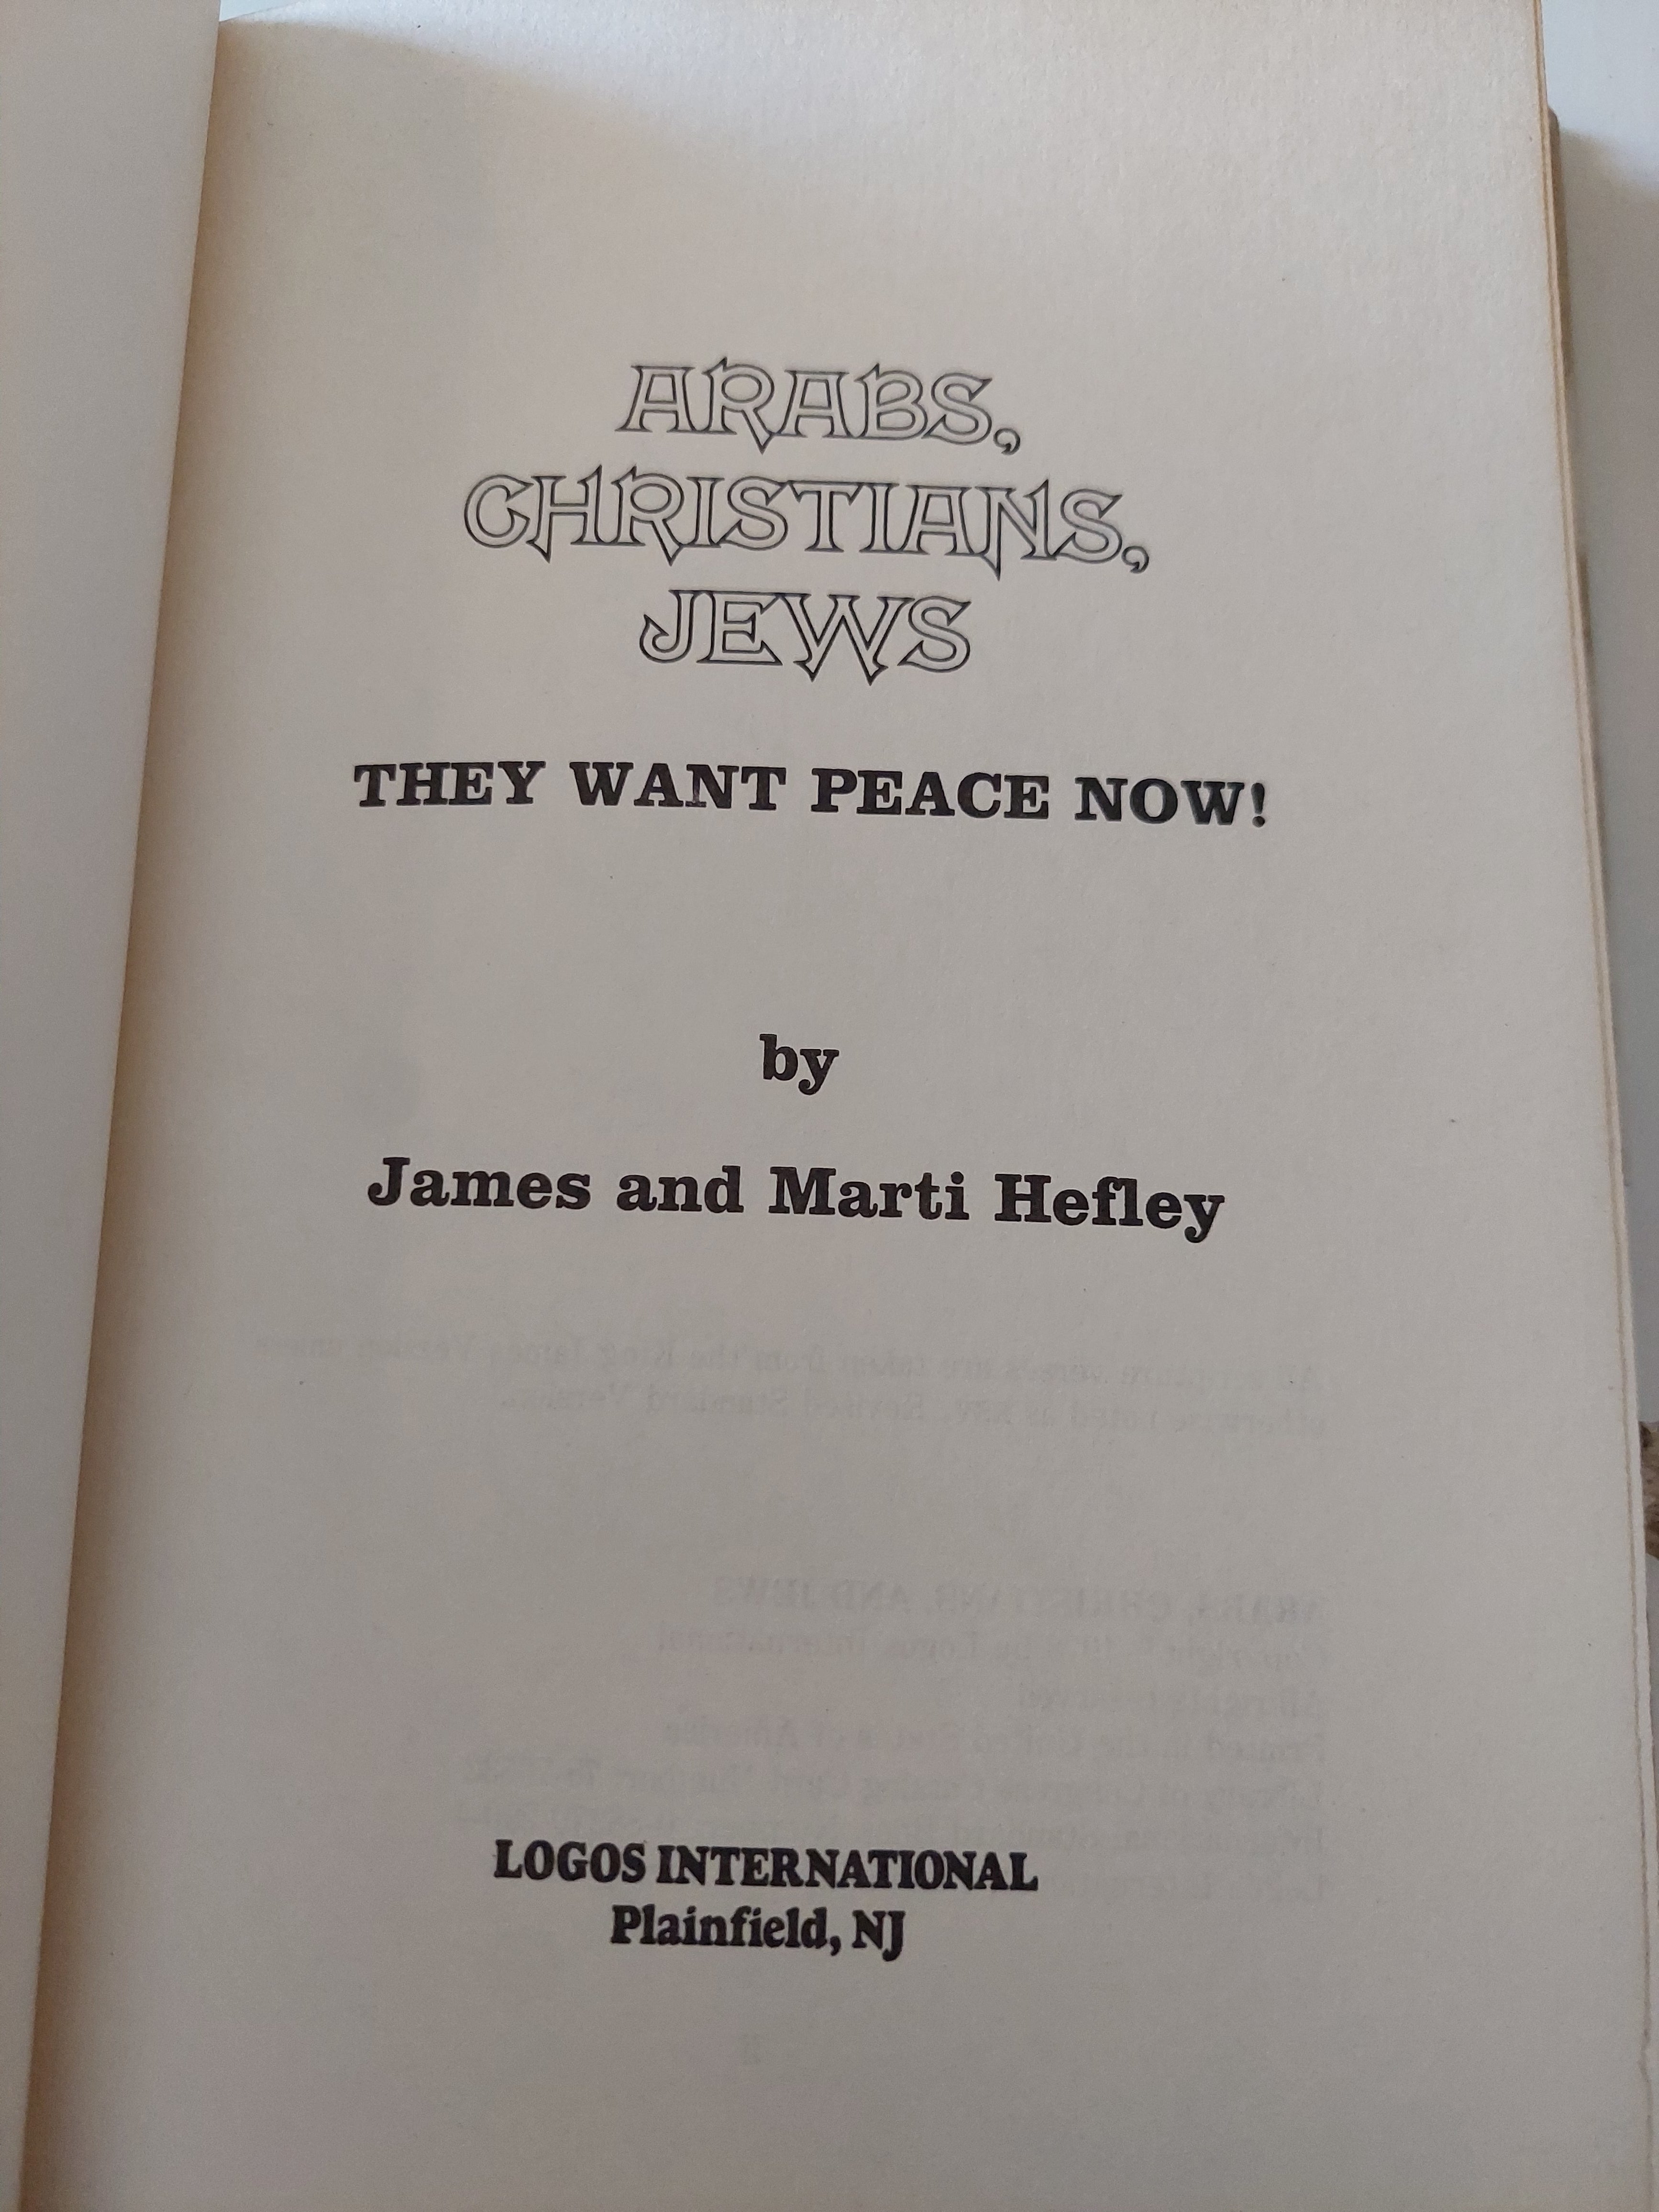 ARABS,
CHRISTIANS,
JEWS
THEY WANT PEACE NOW!
by
James and Marti Hefley
LOGOS INTERNATIONAL
Plainfield, NJ